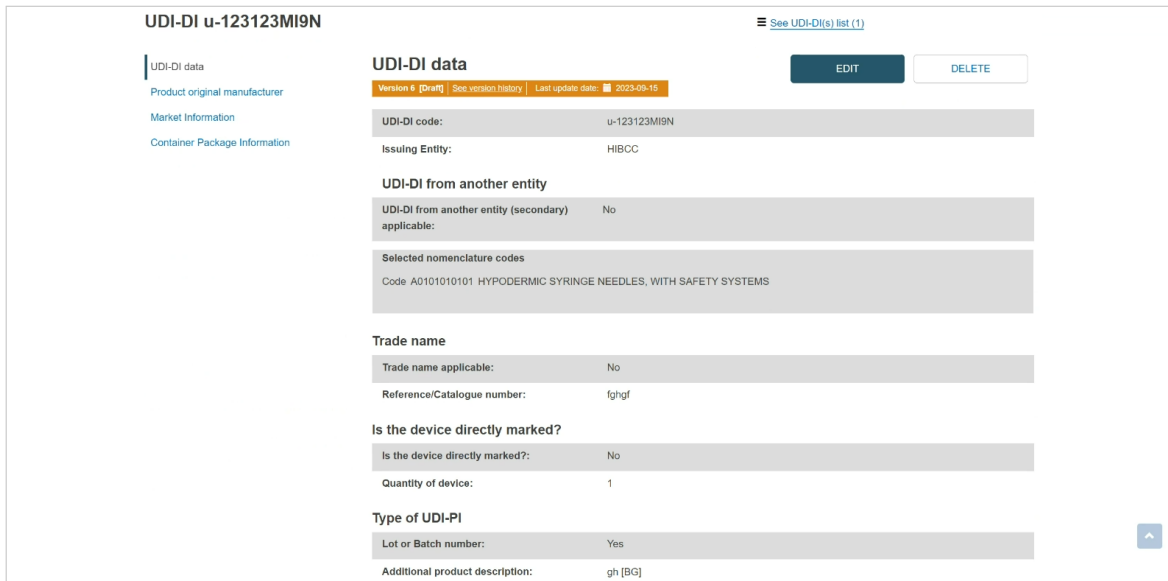 UDI-DI u-123123MI9N
See UDI-DI(s) list (1)
UDI-DI data
Product original manufacturer
Market Information
Container Package Information
UDI-DI data
EDIT
DELETE
Version 6 [Draft] See version history Last update date: 2023-09-15
UDI-DI code: u-123123MI9N
Issuing Entity: HIBCC
UDI-DI from another entity
UDI-DI from another entity (secondary) No
applicable:
Selected nomenclature codes
Code A0101010101 HYPODERMIC SYRINGE NEEDLES, WITH SAFETY SYSTEMS
Trade name
Trade name applicable: No
Reference/Catalogue number: fghgf
Is the device directly marked?
Is the device directly marked?: No
Quantity of device: 1
Type of UDI-PI
Lot or Batch number: Yes
Additional product description: gh [BG]